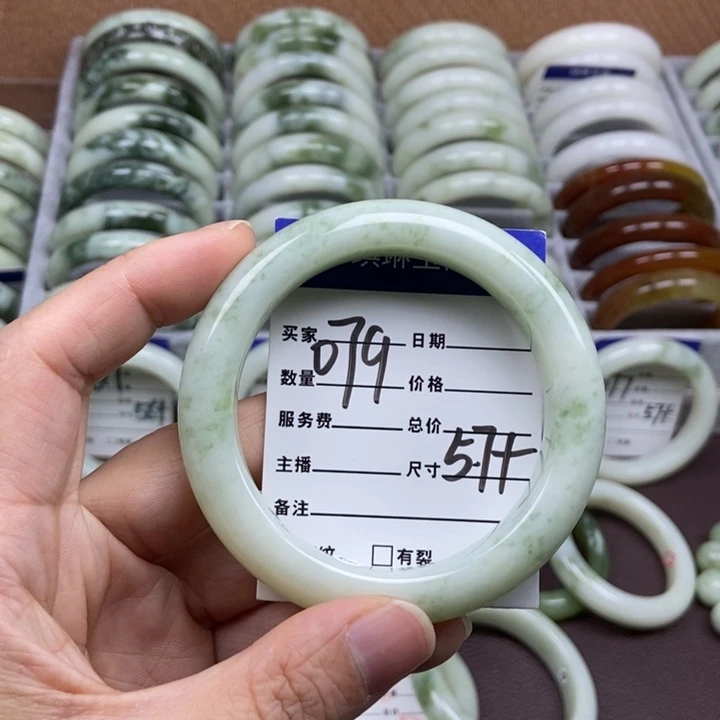 买家 079 日期
数量 价格
服务费 总价
主播 尺寸 57+
备注
纹 有裂